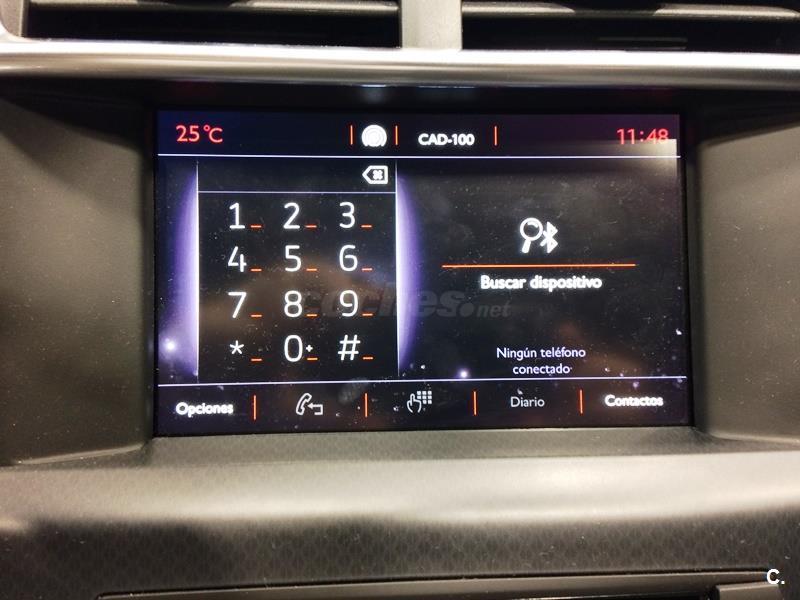 25°C CAD-100 11:48
1 2 3
4 5 6
7 8 9
* 0+ #
Buscar dispositivo
coches.net
Ningún teléfono
conectado
Opciones Diario Contactos
C.